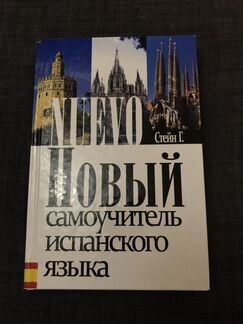 NUEVO
Стейн Г.
Новый
самоучитель
испанского
языка